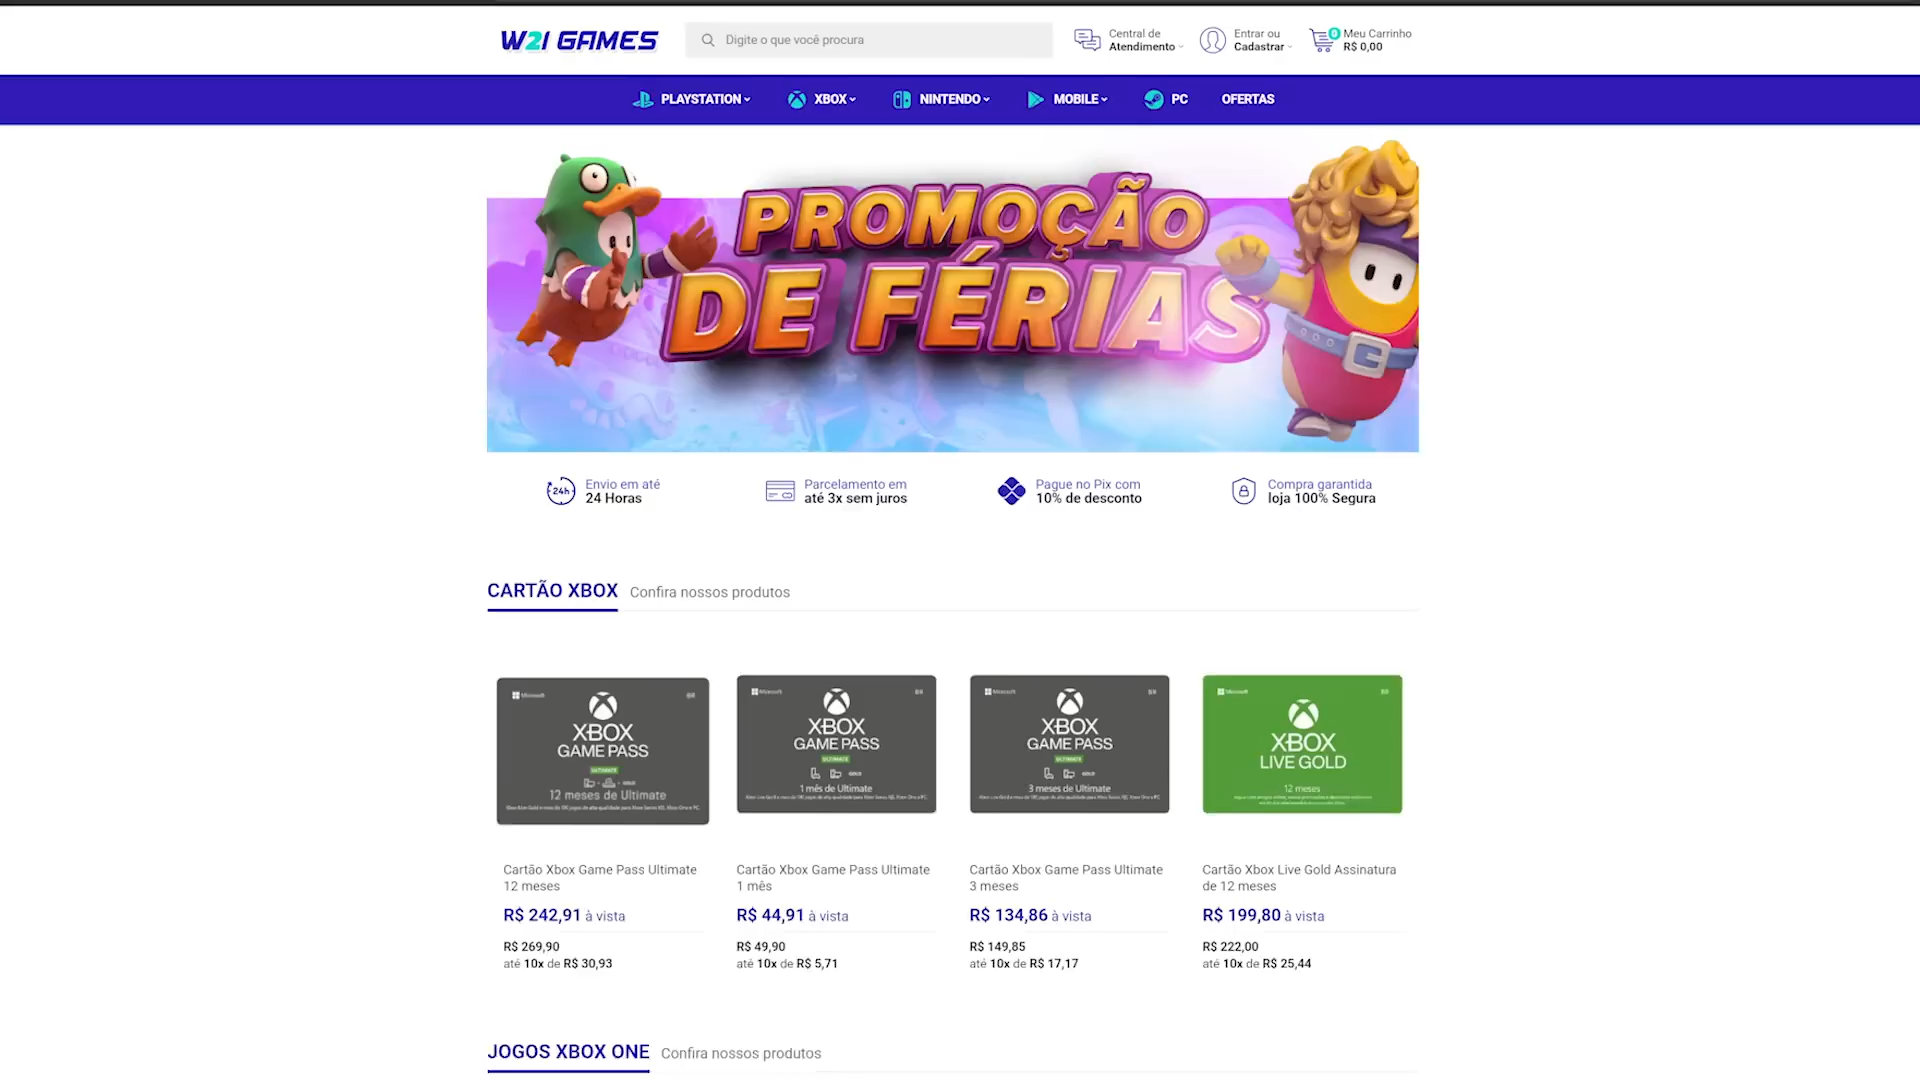 W2I GAMES
Digite o que você procura
Central de
Atendimento
Entrar ou
Cadastrar
0
Meu Carrinho
R$ 0,00
PLAYSTATION
XBOX
NINTENDO
MOBILE
PC
OFERTAS
PROMOÇÃO
DE FÉRIAS
24h
Envio em até
24 Horas
Parcelamento em
até 3x sem juros
Pague no Pix com
10% de desconto
Compra garantida
loja 100% Segura
CARTÃO XBOX
Confira nossos produtos
Microsoft
XBOX
GAME PASS
ULTIMATE
12 meses de Ultimate
Microsoft
XBOX
GAME PASS
ULTIMATE
1 mês de Ultimate
Microsoft
XBOX
GAME PASS
ULTIMATE
3 meses de Ultimate
Microsoft
XBOX
LIVE GOLD
12 meses
Cartão Xbox Game Pass Ultimate
12 meses
R$ 242,91 à vista
R$ 269,90
até 10x de R$ 30,93
Cartão Xbox Game Pass Ultimate
1 mês
R$ 44,91 à vista
R$ 49,90
até 10x de R$ 5,71
Cartão Xbox Game Pass Ultimate
3 meses
R$ 134,86 à vista
R$ 149,85
até 10x de R$ 17,17
Cartão Xbox Live Gold Assinatura
de 12 meses
R$ 199,80 à vista
R$ 222,00
até 10x de R$ 25,44
JOGOS XBOX ONE
Confira nossos produtos